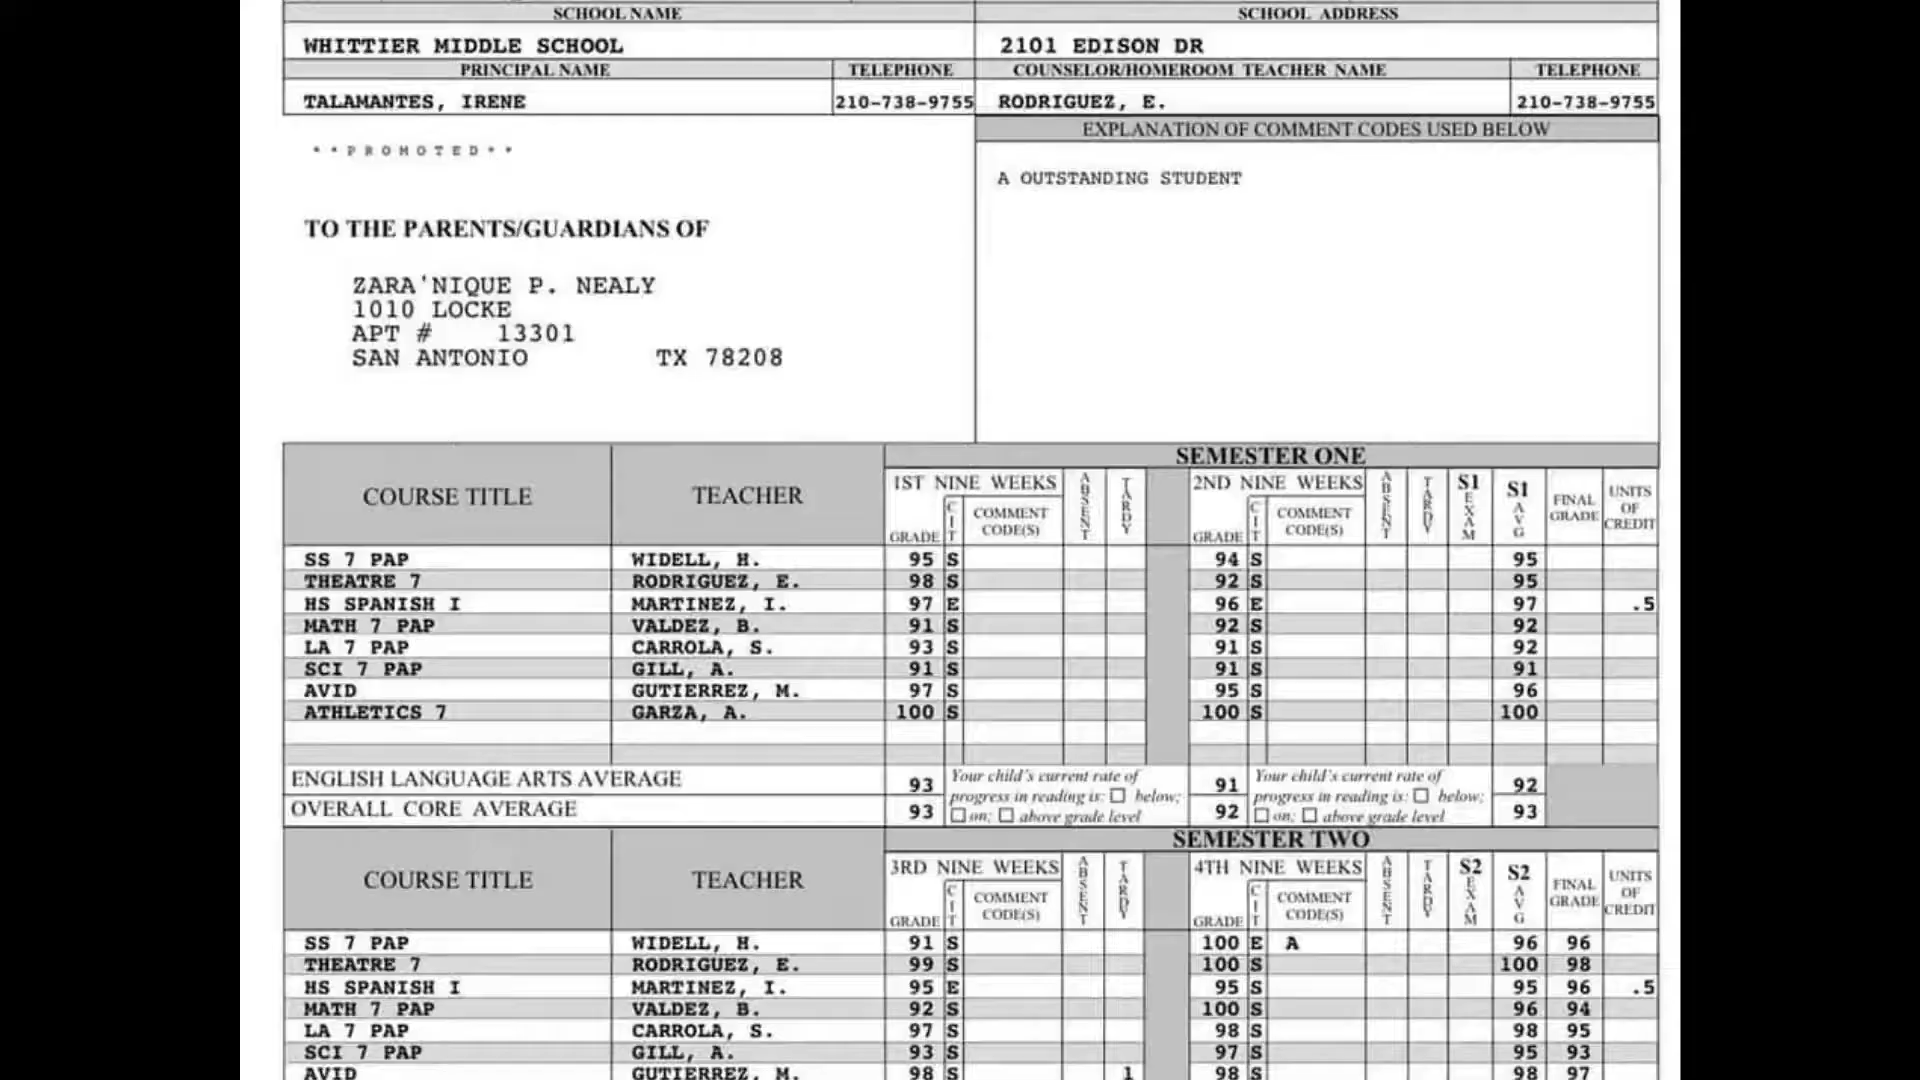 SCHOOL NAME SCHOOL ADDRESS
WHITTIER MIDDLE SCHOOL 2101 EDISON DR
PRINCIPAL NAME TELEPHONE COUNSELOR/HOMEROOM TEACHER NAME TELEPHONE
TALAMANTES, IRENE 210-738-9755 RODRIGUEZ, E. 210-738-9755
EXPLANATION OF COMMENT CODES USED BELOW
**PROMOTED**
A OUTSTANDING STUDENT
TO THE PARENTS/GUARDIANS OF
ZARA'NIQUE P. NEALY
1010 LOCKE
APT # 13301
SAN ANTONIO TX 78208
SEMESTER ONE
COURSE TITLE TEACHER 1ST NINE WEEKS GRADE CIT COMMENT CODE(S) ABSENT TARDY 2ND NINE WEEKS GRADE CIT COMMENT CODE(S) ABSENT TARDY S1 EXAM S1 AVG FINAL GRADE UNITS OF CREDIT
SS 7 PAP WIDELL, H. 95 S 94 S 95
THEATRE 7 RODRIGUEZ, E. 98 S 92 S 95
HS SPANISH I MARTINEZ, I. 97 E 96 E 97 .5
MATH 7 PAP VALDEZ, B. 91 S 92 S 92
LA 7 PAP CARROLA, S. 93 S 91 S 92
SCI 7 PAP GILL, A. 91 S 91 S 91
AVID GUTIERREZ, M. 97 S 95 S 96
ATHLETICS 7 GARZA, A. 100 S 100 S 100
ENGLISH LANGUAGE ARTS AVERAGE 93 91 92
OVERALL CORE AVERAGE 93 92 93
Your child's current rate of progress in reading is: below; on; above grade level
Your child's current rate of progress in reading is: below; on; above grade level
SEMESTER TWO
COURSE TITLE TEACHER 3RD NINE WEEKS GRADE CIT COMMENT CODE(S) ABSENT TARDY 4TH NINE WEEKS GRADE CIT COMMENT CODE(S) ABSENT TARDY S2 EXAM S2 AVG FINAL GRADE UNITS OF CREDIT
SS 7 PAP WIDELL, H. 91 S 100 E A 96 96
THEATRE 7 RODRIGUEZ, E. 99 S 100 S 100 98
HS SPANISH I MARTINEZ, I. 95 E 95 S 95 96 .5
MATH 7 PAP VALDEZ, B. 92 S 100 S 96 94
LA 7 PAP CARROLA, S. 97 S 98 S 98 95
SCI 7 PAP GILL, A. 93 S 97 S 95 93
AVID GUTIERREZ, M. 98 S 1 98 S 98 97